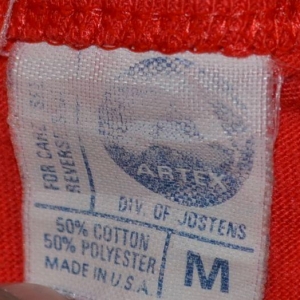 FOR CARE
REVERSE
ARTEX
DIV. OF JOSTENS
50% COTTON
50% POLYESTER
MADE IN U.S.A.
M